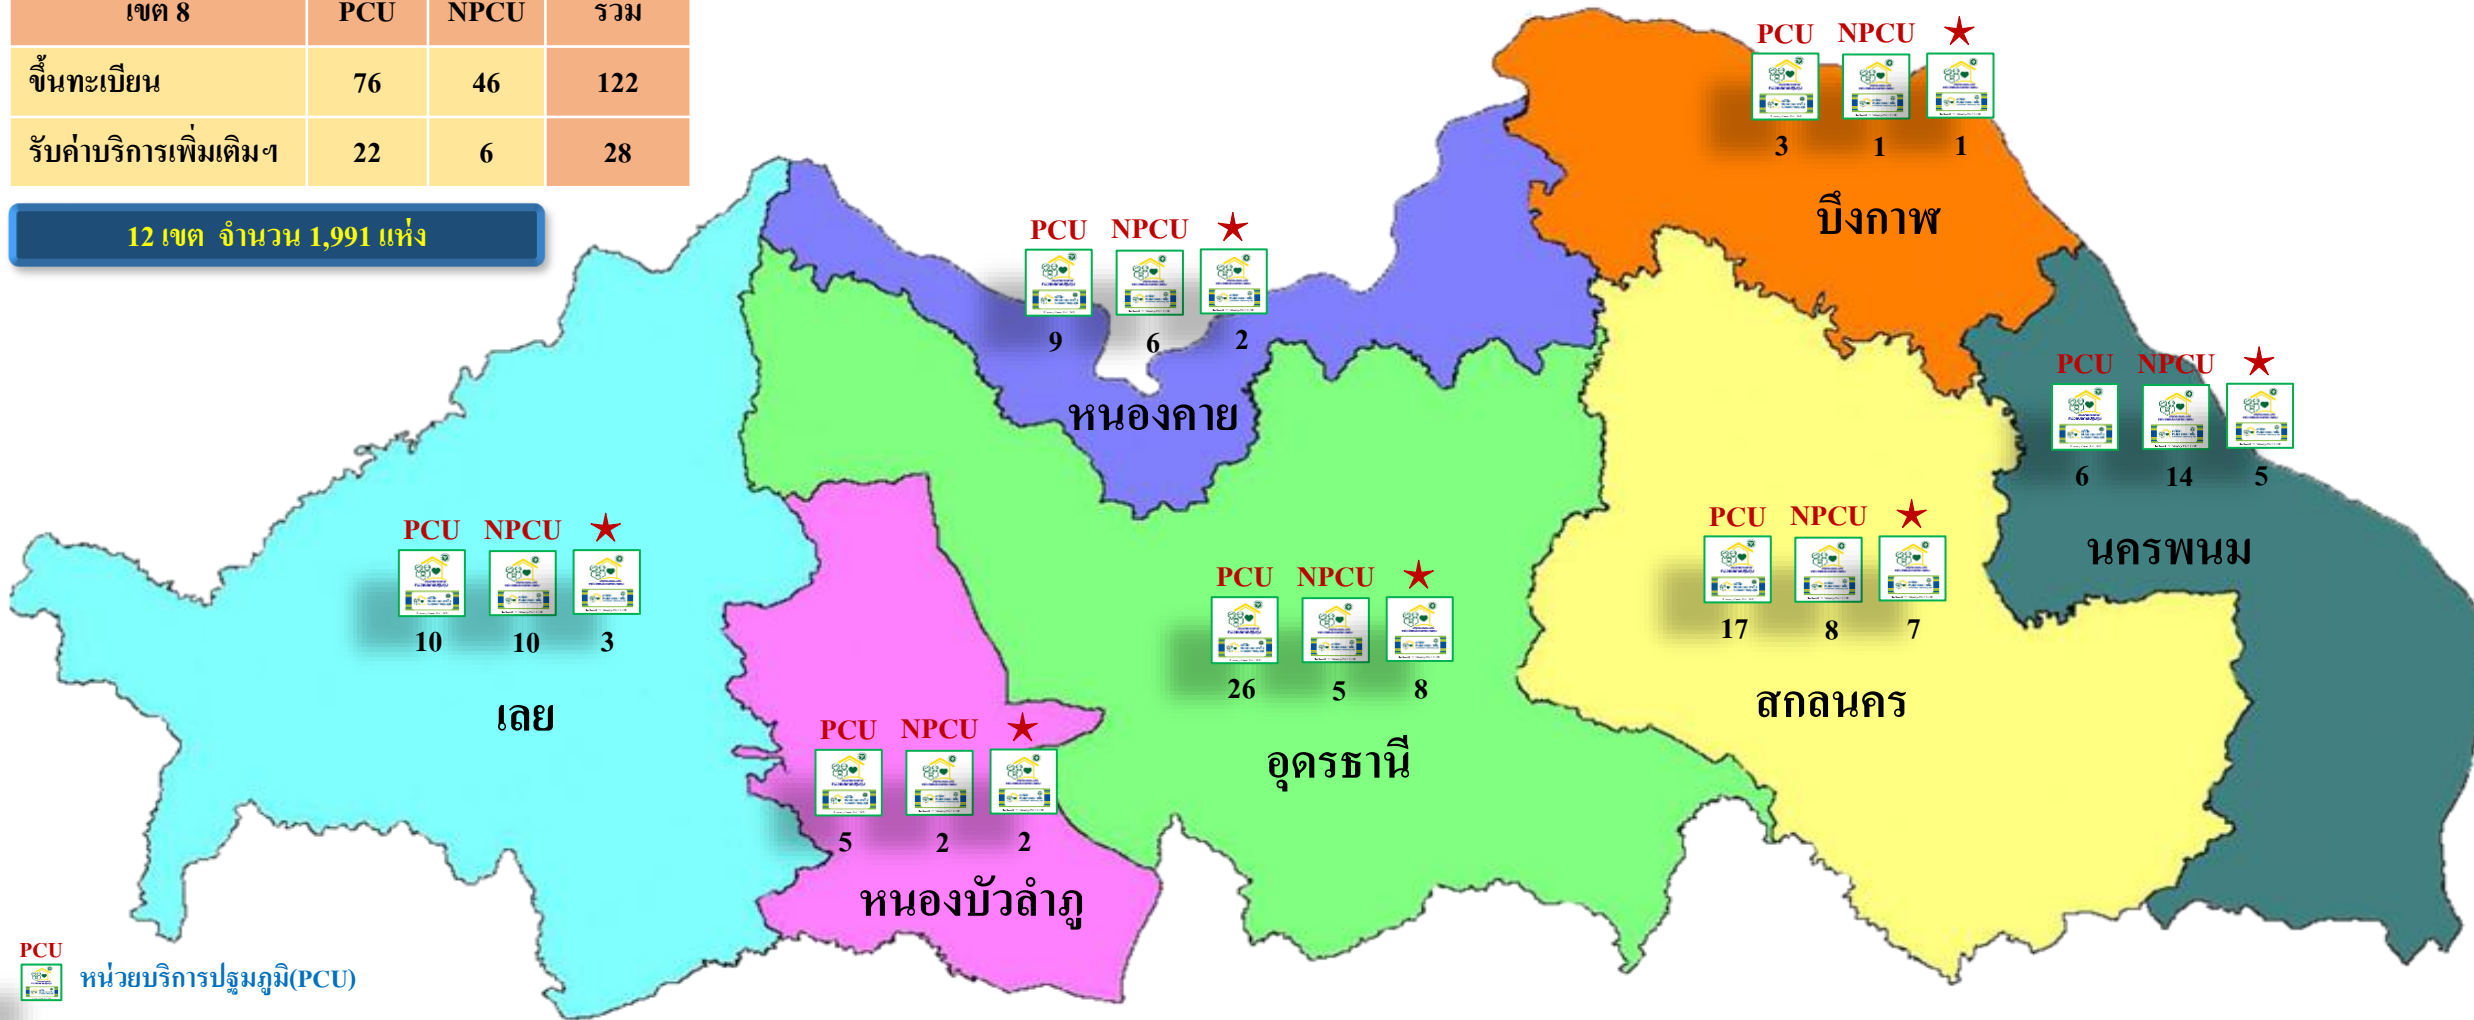 เขต 8 PCU NPCU รวม
ขึ้นทะเบียน 76 46 122
รับค่าบริการเพิ่มเติมฯ 22 6 28
12 เขต จำนวน 1,991 แห่ง
PCU NPCU ★
3 1 1
บึงกาฬ
PCU NPCU ★
9 6 2
หนองคาย
PCU NPCU ★
6 14 5
นครพนม
PCU NPCU ★
10 10 3
เลย
PCU NPCU ★
17 8 7
สกลนคร
PCU NPCU ★
26 5 8
อุดรธานี
PCU NPCU ★
5 2 2
หนองบัวลำภู
PCU
หน่วยบริการปฐมภูมิ(PCU)